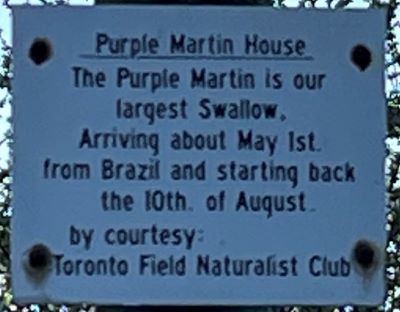 Purple Martin House
The Purple Martin is our
largest Swallow.
Arriving about May 1st.
from Brazil and starting back
the 10th. of August.
by courtesy:
Toronto Field Naturalist Club